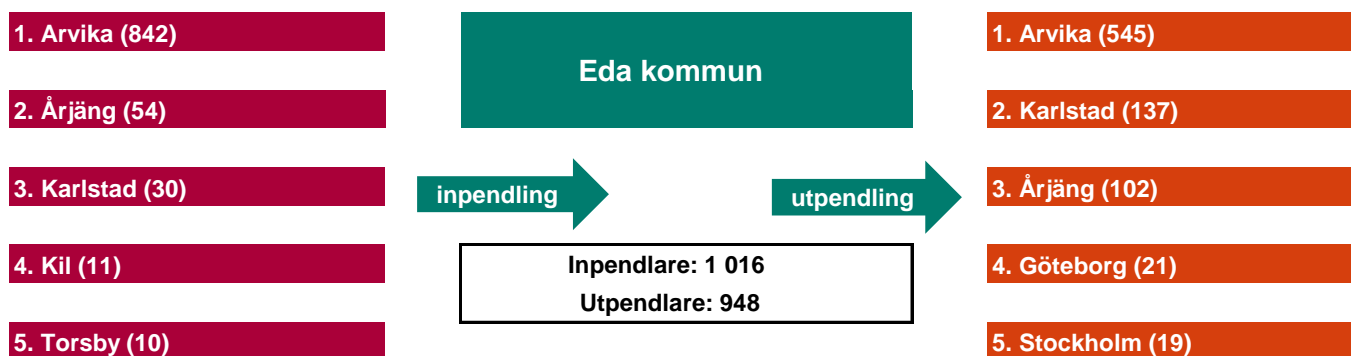 1. Arvika (842)
2. Årjäng (54)
3. Karlstad (30)
4. Kil (11)
5. Torsby (10)
Eda kommun
inpendling
utpendling
Inpendlare: 1 016
Utpendlare: 948
1. Arvika (545)
2. Karlstad (137)
3. Årjäng (102)
4. Göteborg (21)
5. Stockholm (19)